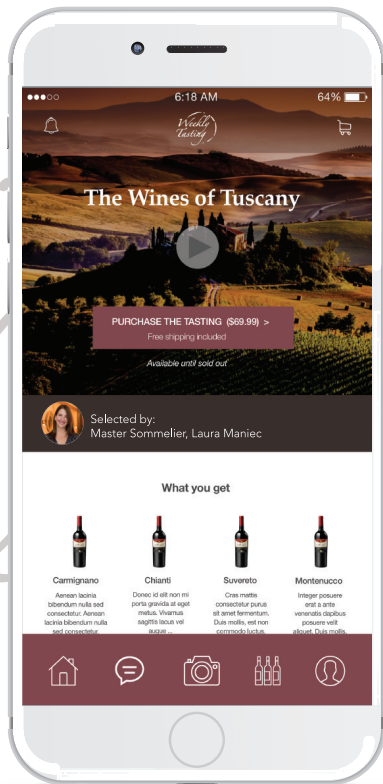 6:18 AM
64%
Weekly
Tasting
The Wines of Tuscany
PURCHASE THE TASTING ($69.99) >
Free shipping included
Available until sold out
Selected by:
Master Sommelier, Laura Maniec
What you get
Carmignano
Aenean lacinia
bibendum nulla sed
consectetur. Aenean
lacinia bibendum nulla
sed consectetur.
Chianti
Donec id elit non mi
porta gravida at eget
metus. Vivamus
sagittis lacus vel
augue ...
Suvereto
Cras mattis
consectetur purus
sit amet fermentum.
Duis mollis, est non
commodo luctus,
Montenucco
Integer posuere
erat a ante
venenatis dapibus
posuere velit
aliquet. Duis mollis,